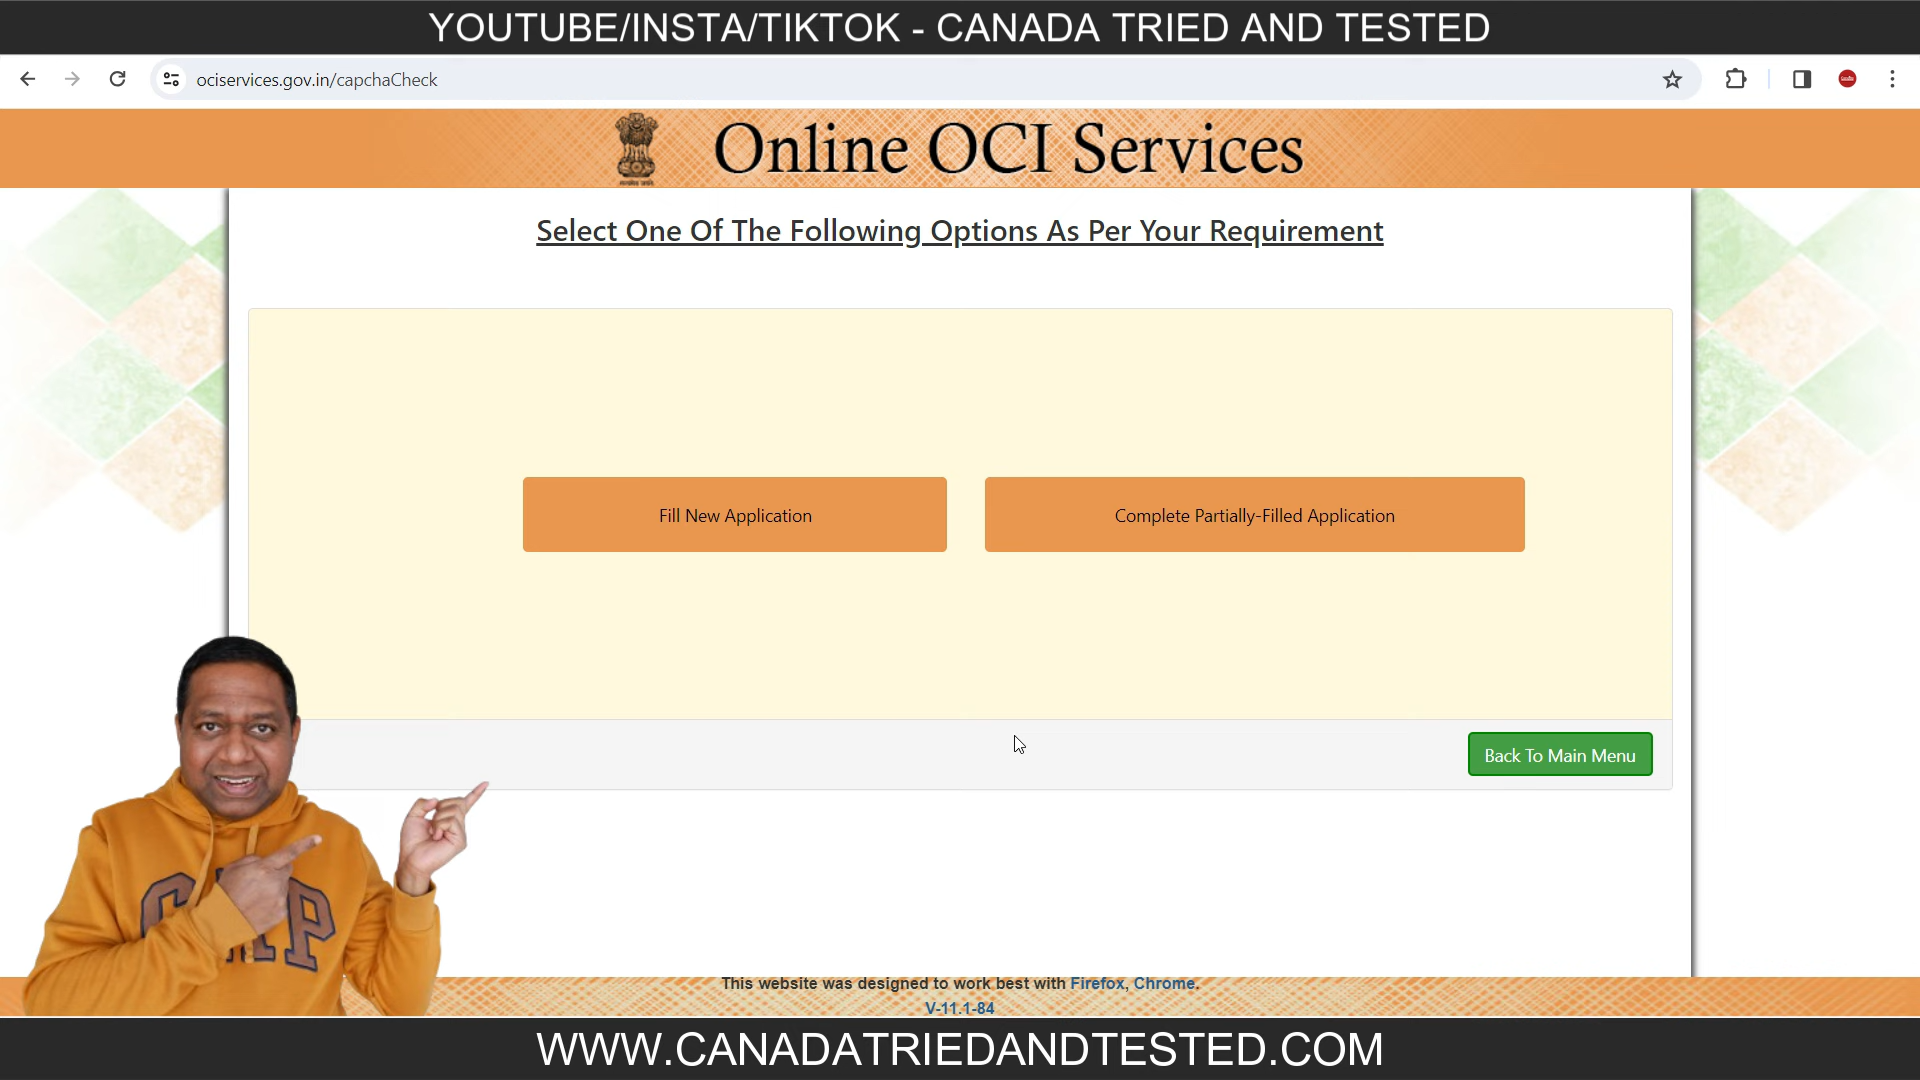 YOUTUBE/INSTA/TIKTOK - CANADA TRIED AND TESTED
ociservices.gov.in/capchaCheck
Online OCI Services
Select One Of The Following Options As Per Your Requirement
Fill New Application
Complete Partially-Filled Application
Back To Main Menu
This website was designed to work best with Firefox, Chrome.
V-11.1-84
WWW.CANADATRIEDANDTESTED.COM